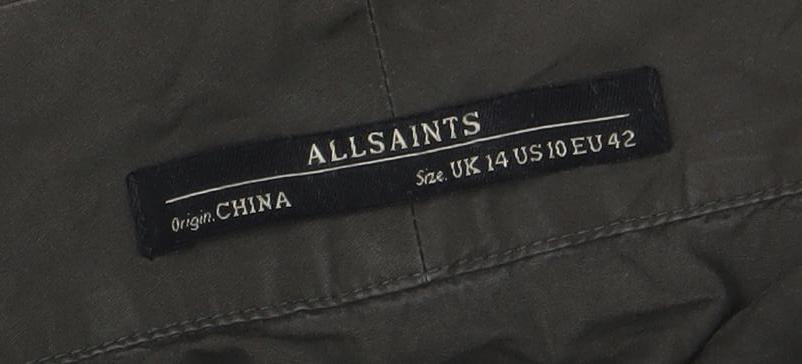 ALLSAINTS
Origin. CHINA Size. UK 14 US 10 EU 42